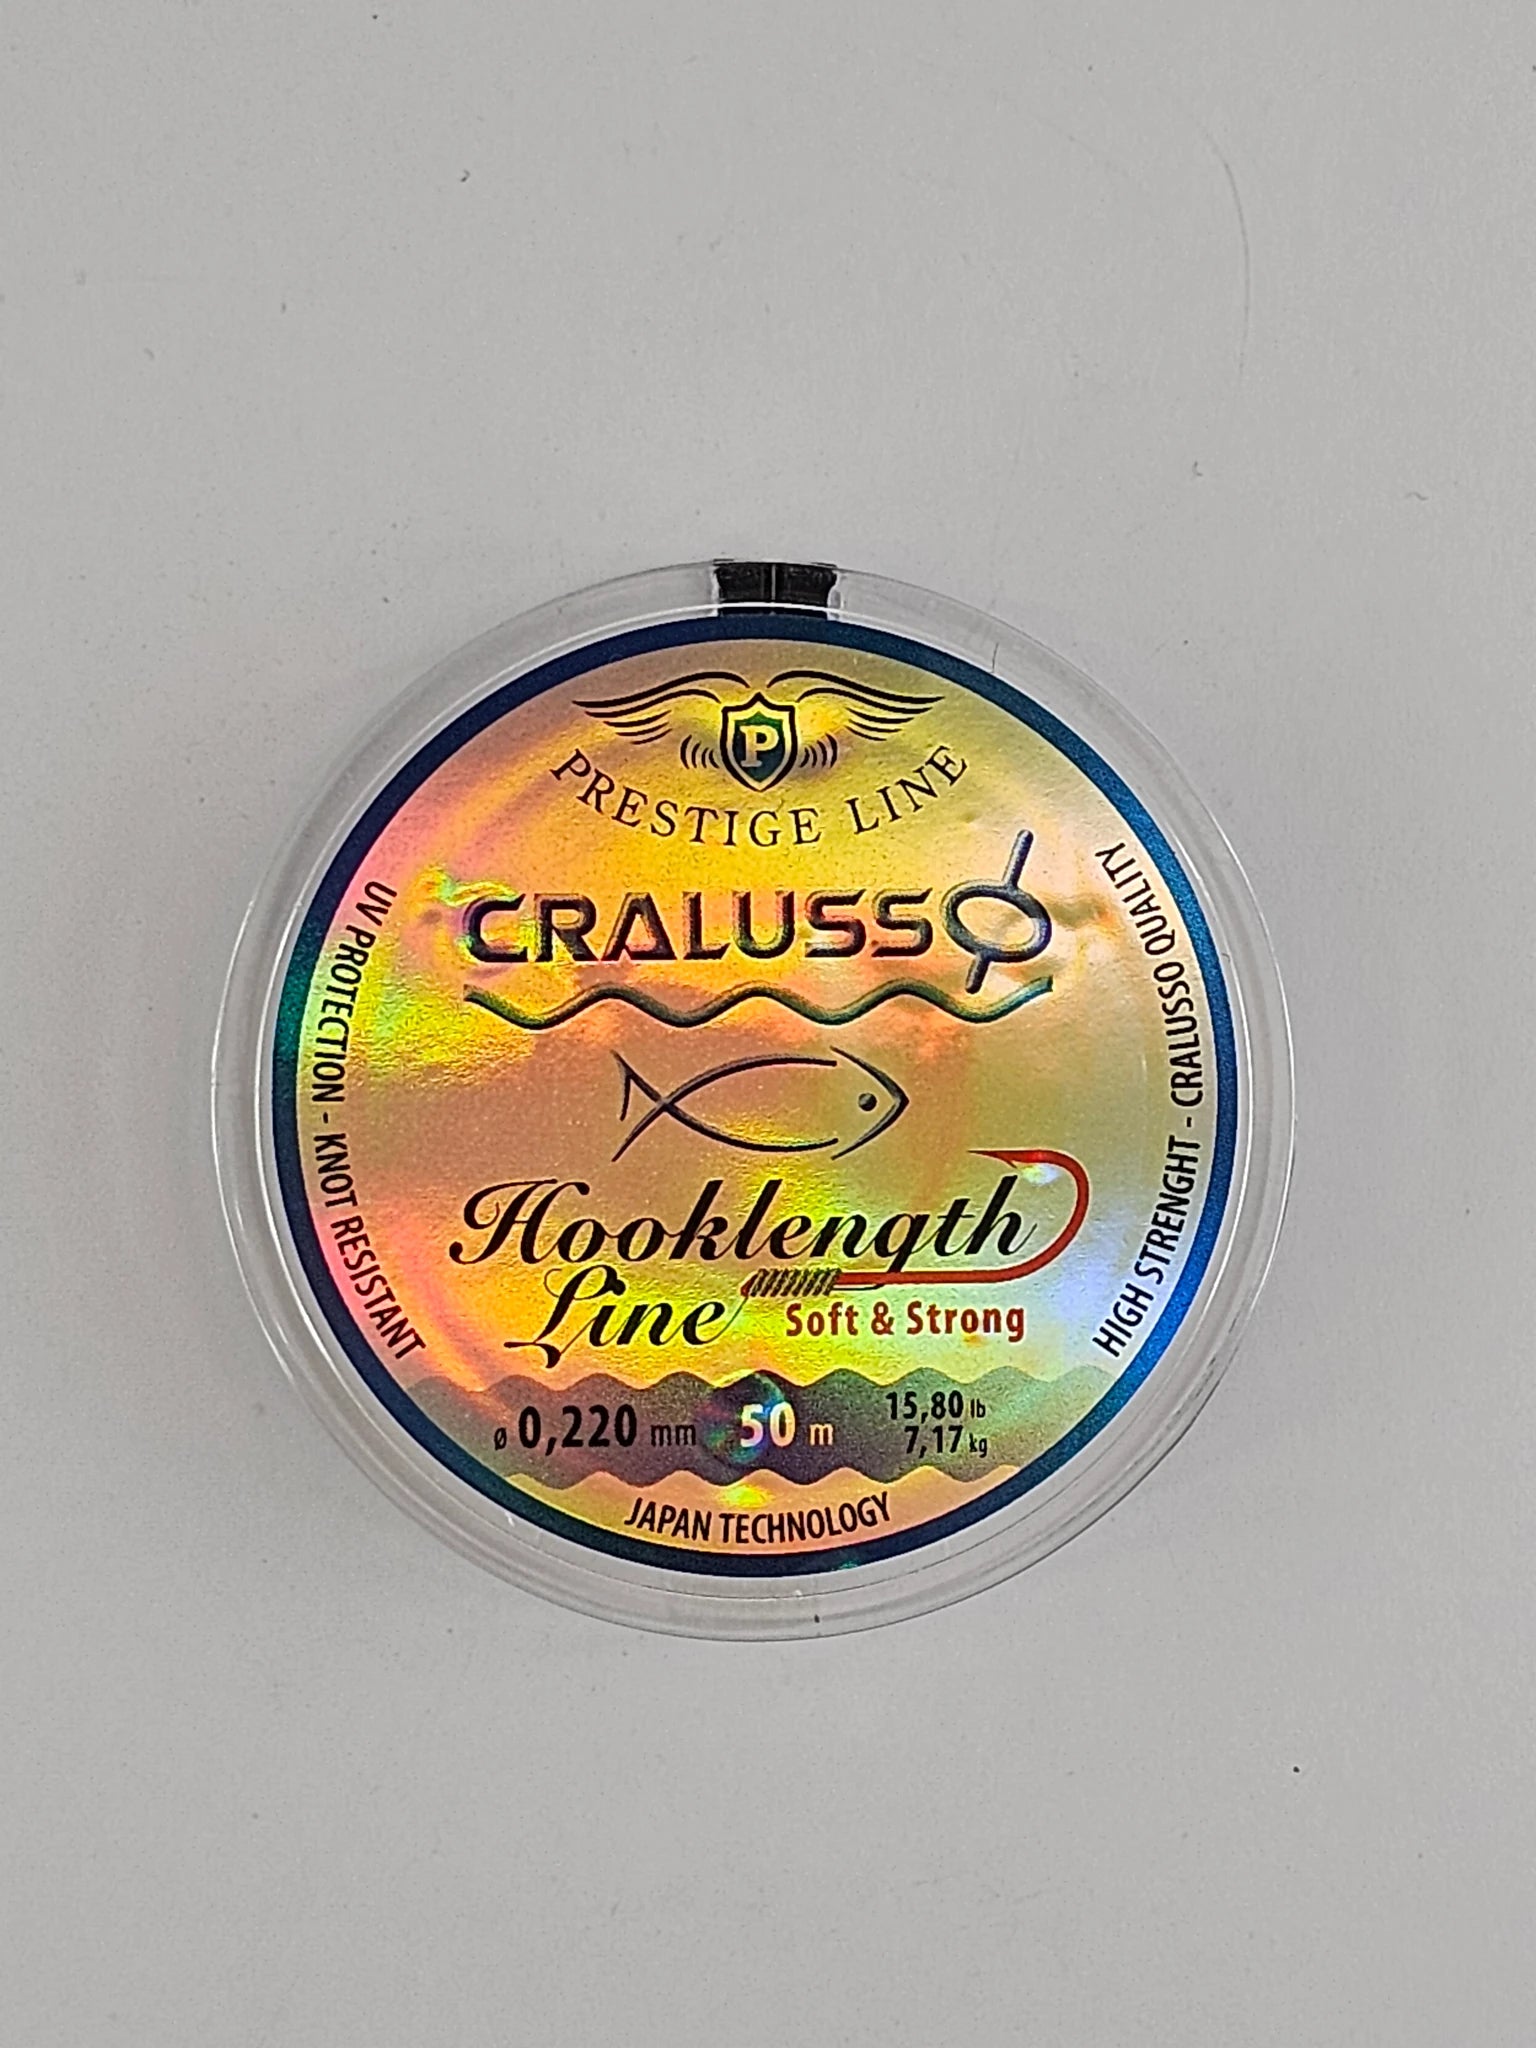 P
PRESTIGE LINE
CRALUSSO
UV PROTECTION - KNOT RESISTANT
HIGH STRENGHT - CRALUSSO QUALITY
Hooklength
Line
Soft & Strong
ø 0,220 mm 50 m 15,80 lb
7,17 kg
JAPAN TECHNOLOGY